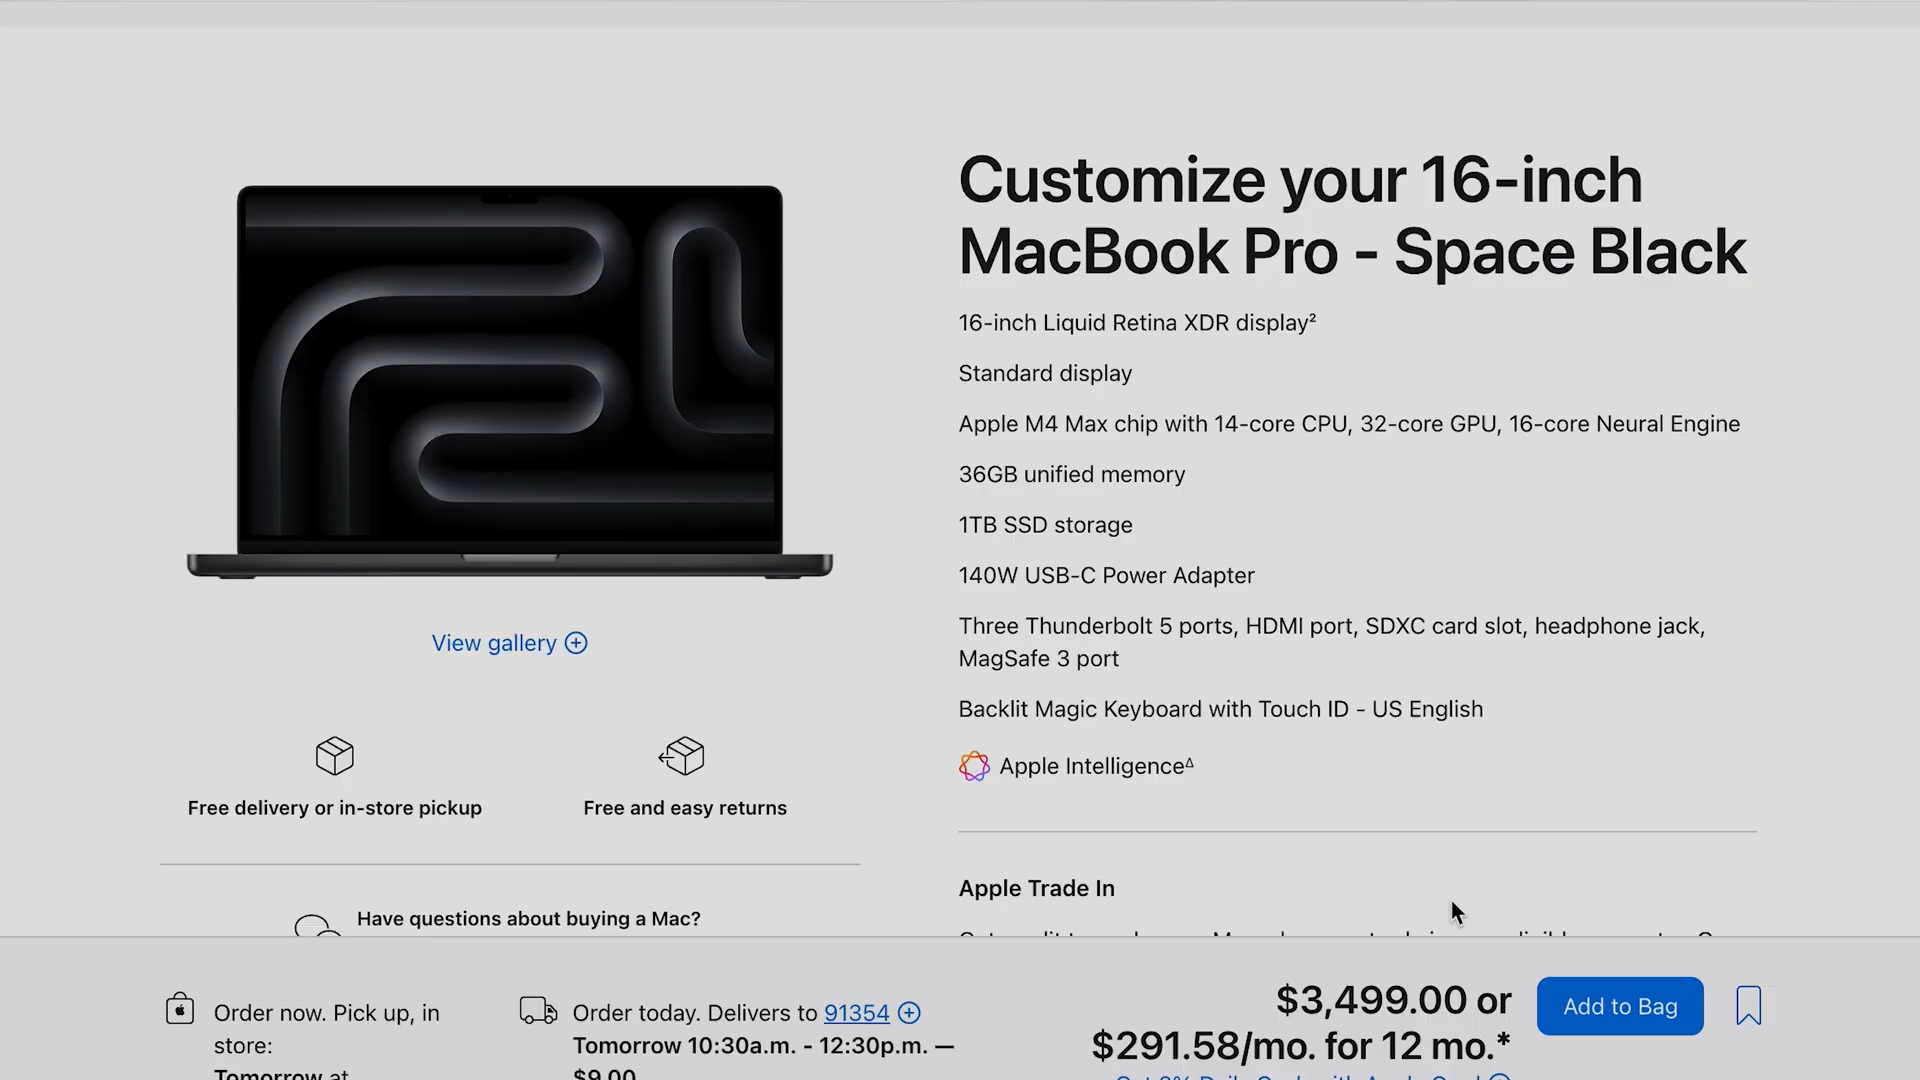 Customize your 16-inch
MacBook Pro - Space Black
16-inch Liquid Retina XDR display²
Standard display
Apple M4 Max chip with 14-core CPU, 32-core GPU, 16-core Neural Engine
36GB unified memory
1TB SSD storage
140W USB-C Power Adapter
Three Thunderbolt 5 ports, HDMI port, SDXC card slot, headphone jack,
MagSafe 3 port
Backlit Magic Keyboard with Touch ID - US English
Apple Intelligence∆
View gallery
Free delivery or in-store pickup
Free and easy returns
Have questions about buying a Mac?
Apple Trade In
Order now. Pick up, in
store:
Tomorrow at
Order today. Delivers to 91354
Tomorrow 10:30a.m. - 12:30p.m. —
$9.00
$3,499.00 or
$291.58/mo. for 12 mo.*
Add to Bag